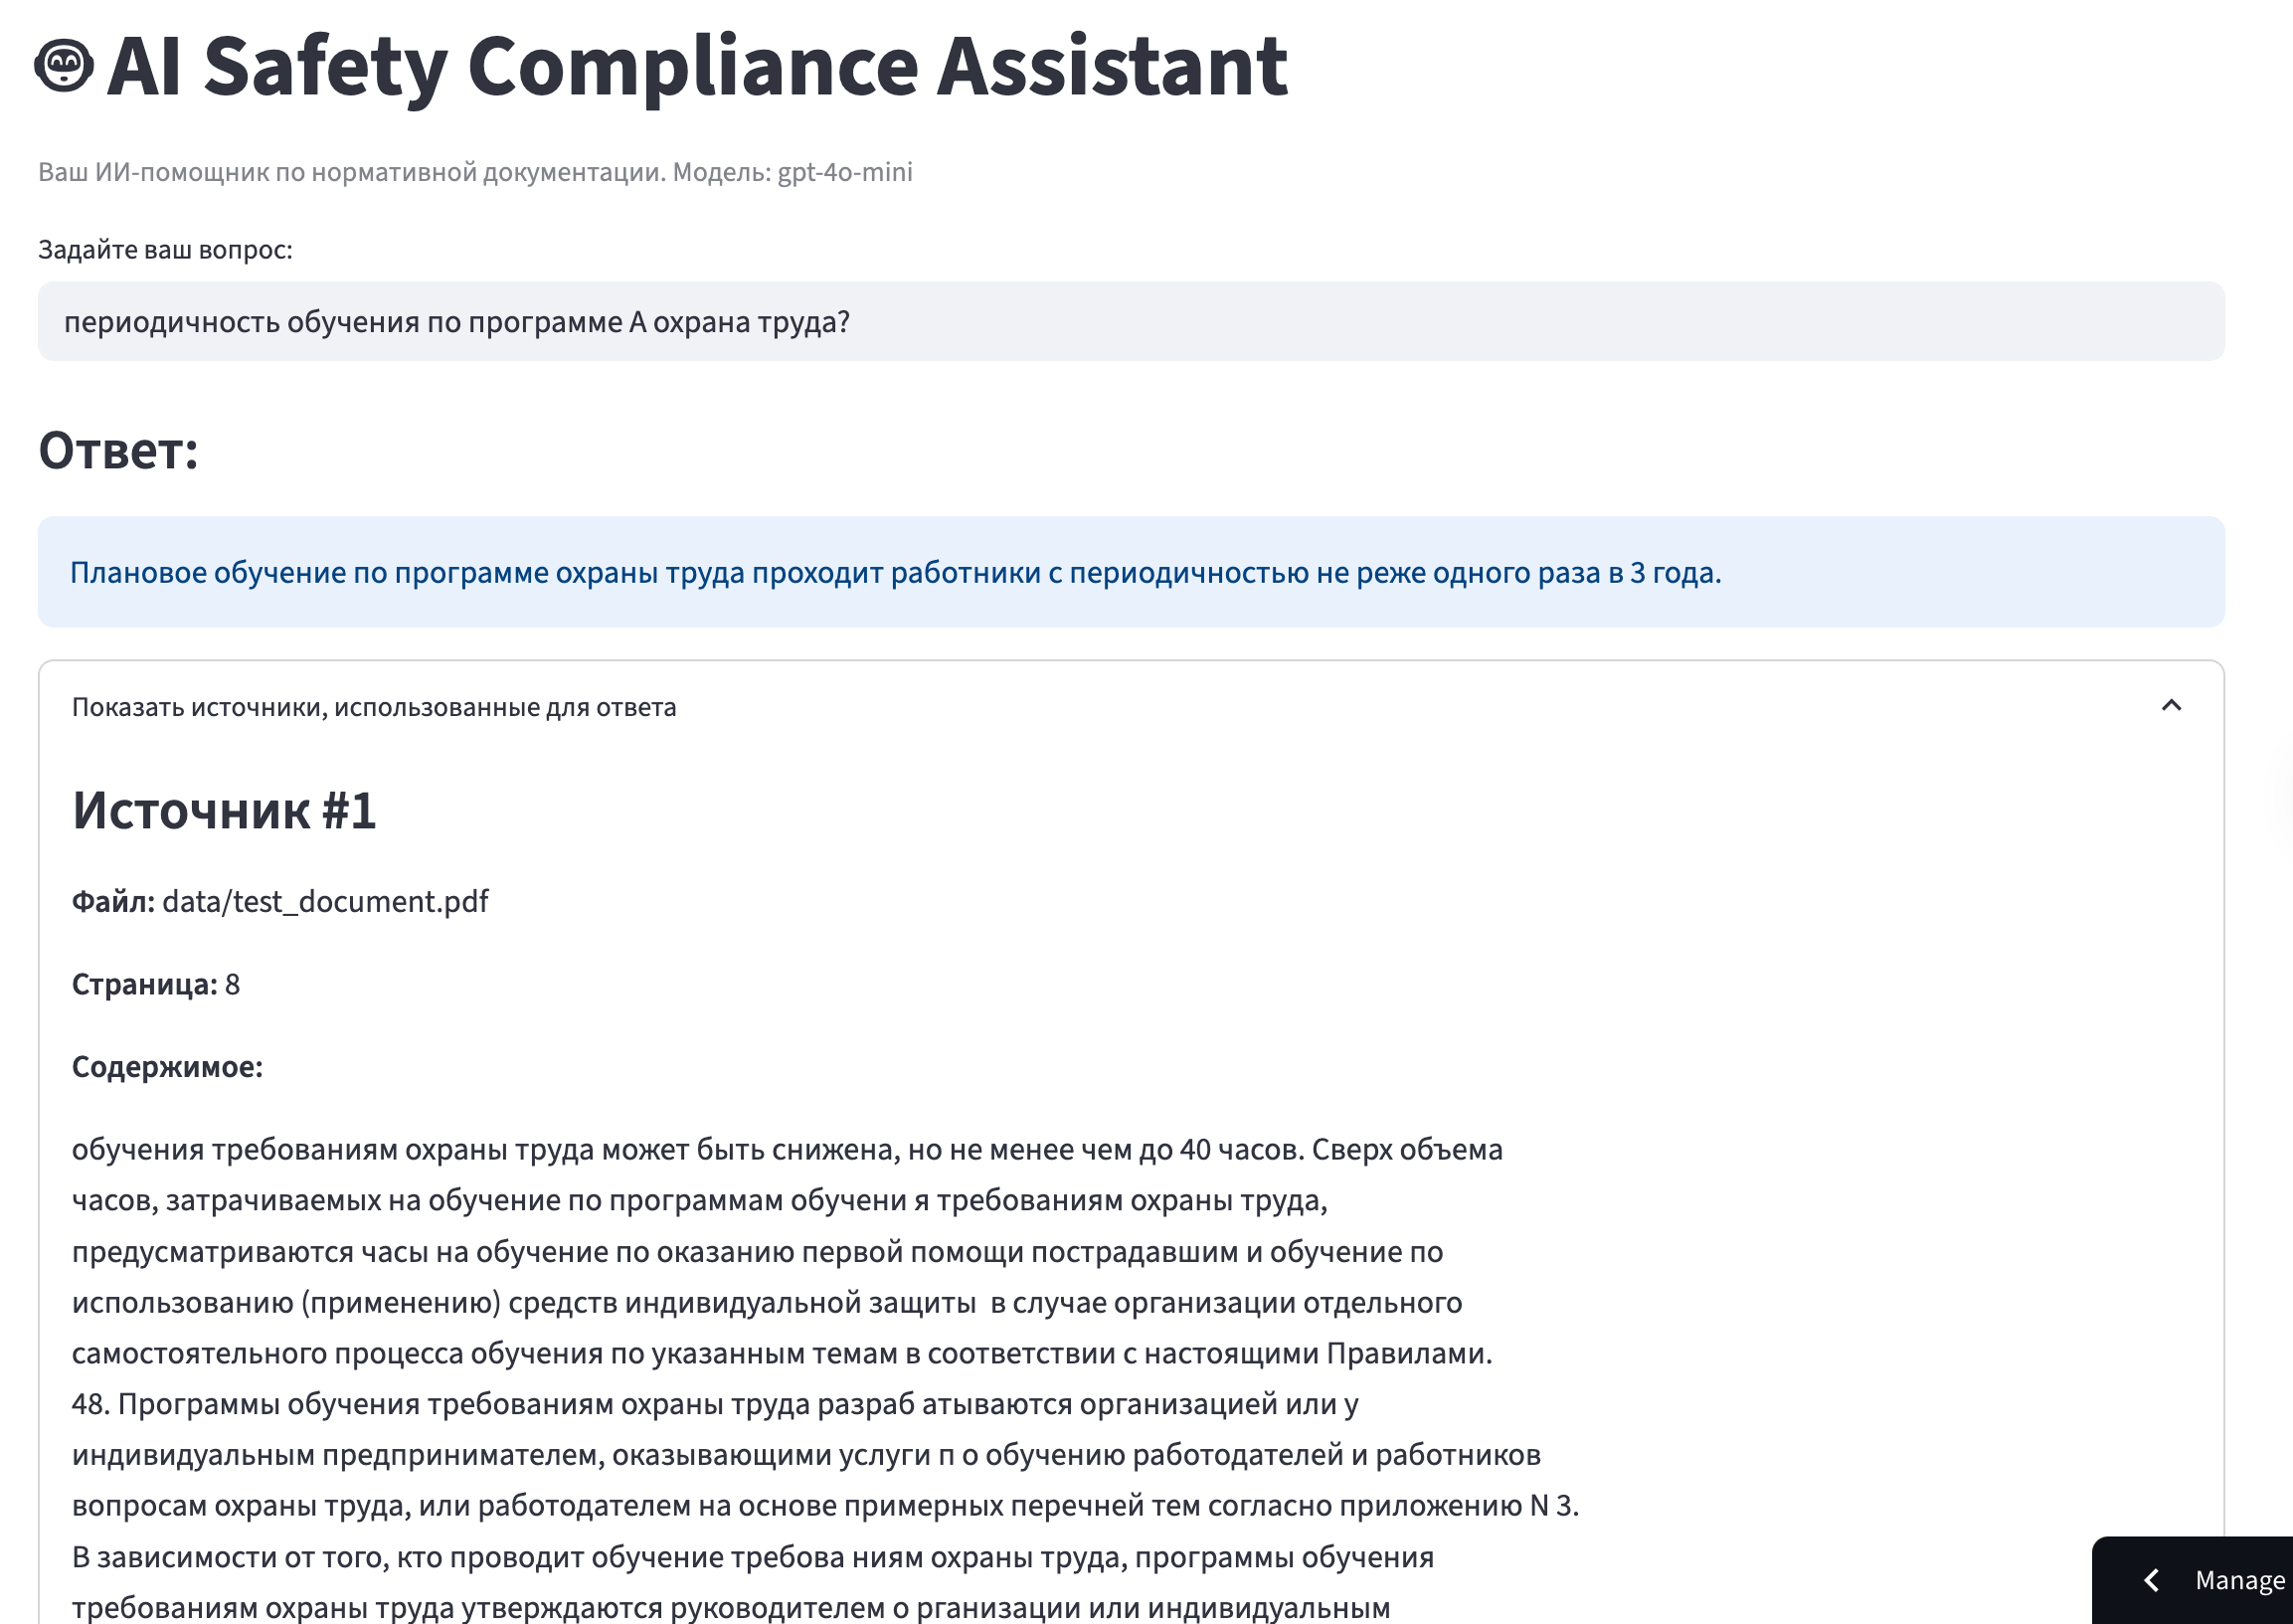 AI Safety Compliance Assistant
Ваш ИИ-помощник по нормативной документации. Модель: gpt-4o-mini
Задайте ваш вопрос:
периодичность обучения по программе А охрана труда?
Ответ:
Плановое обучение по программе охраны труда проходит работники с периодичностью не реже одного раза в 3 года.
Показать источники, использованные для ответа
Источник #1
Файл: data/test_document.pdf
Страница: 8
Содержимое:
обучения требованиям охраны труда может быть снижена, но не менее чем до 40 часов. Сверх объема
часов, затрачиваемых на обучение по программам обучени я требованиям охраны труда,
предусматриваются часы на обучение по оказанию первой помощи пострадавшим и обучение по
использованию (применению) средств индивидуальной защиты  в случае организации отдельного
самостоятельного процесса обучения по указанным темам в соответствии с настоящими Правилами.
48. Программы обучения требованиям охраны труда разраб атываются организацией или у
индивидуальным предпринимателем, оказывающими услуги п о обучению работодателей и работников
вопросам охраны труда, или работодателем на основе примерных перечней тем согласно приложению N 3.
В зависимости от того, кто проводит обучение требова ниям охраны труда, программы обучения
требованиям охраны труда утверждаются руководителем о рганизации или индивидуальным
Manage